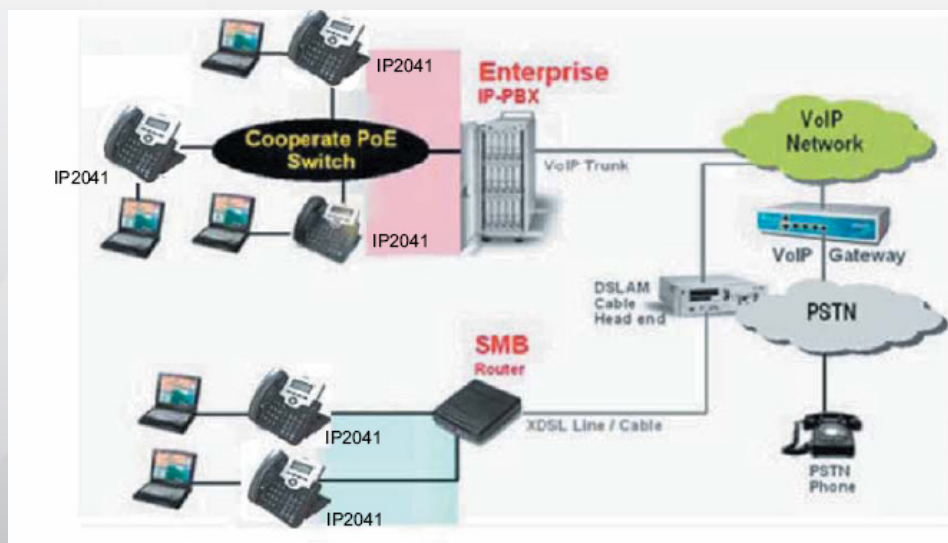 IP2041
Enterprise
IP-PBX
VoIP
Network
Cooperate PoE
Switch
VoIP Trunk
IP2041
IP2041
VoIP Gateway
DSLAM
Cable
Head end
PSTN
SMB
Router
IP2041
XDSL Line / Cable
PSTN
Phone
IP2041